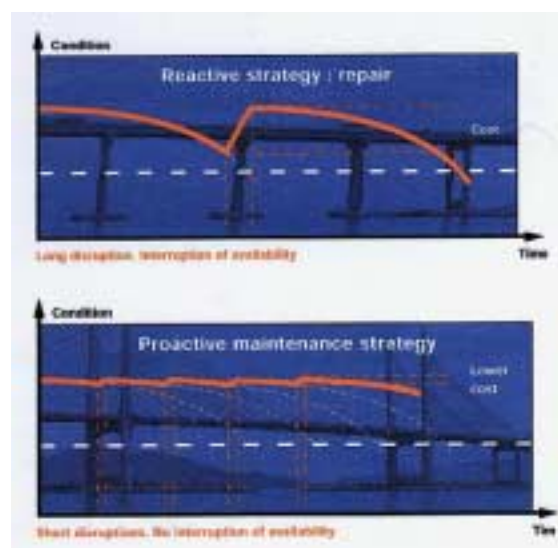 Condition
Reactive strategy : repair
Cost
Long disruption. Interruption of availability
Time
Condition
Proactive maintenance strategy
Lower
cost
Short disruptions. No interruption of availability
Time